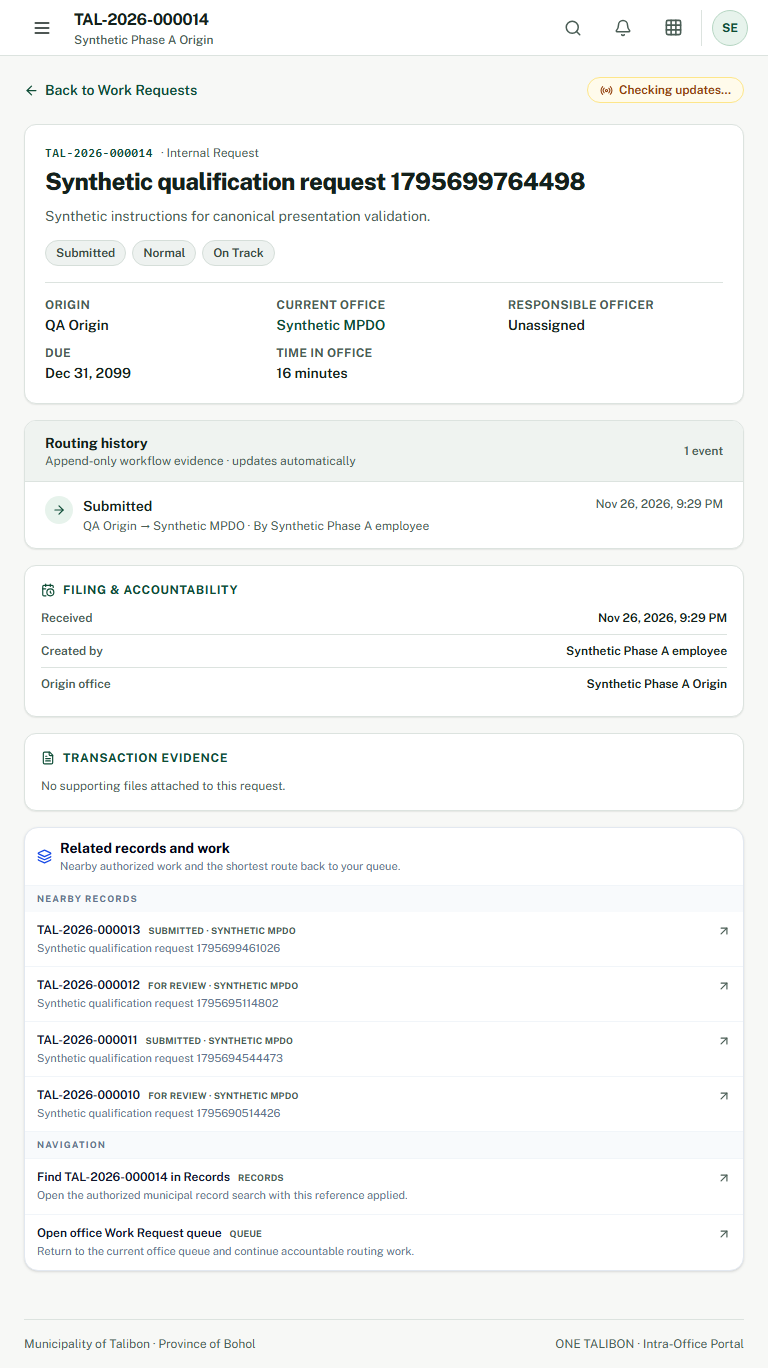 TAL-2026-000014
Synthetic Phase A Origin
SE
Back to Work Requests
Checking updates...
TAL-2026-000014 · Internal Request
Synthetic qualification request 1795699764498
Synthetic instructions for canonical presentation validation.
Submitted Normal On Track
ORIGIN CURRENT OFFICE RESPONSIBLE OFFICER
QA Origin Synthetic MPDO Unassigned
DUE TIME IN OFFICE
Dec 31, 2099 16 minutes
Routing history
Append-only workflow evidence · updates automatically
1 event
Submitted
Nov 26, 2026, 9:29 PM
QA Origin → Synthetic MPDO · By Synthetic Phase A employee
FILING & ACCOUNTABILITY
Received Nov 26, 2026, 9:29 PM
Created by Synthetic Phase A employee
Origin office Synthetic Phase A Origin
TRANSACTION EVIDENCE
No supporting files attached to this request.
Related records and work
Nearby authorized work and the shortest route back to your queue.
NEARBY RECORDS
TAL-2026-000013 SUBMITTED · SYNTHETIC MPDO
Synthetic qualification request 1795699461026
TAL-2026-000012 FOR REVIEW · SYNTHETIC MPDO
Synthetic qualification request 1795695114802
TAL-2026-000011 SUBMITTED · SYNTHETIC MPDO
Synthetic qualification request 1795694544473
TAL-2026-000010 FOR REVIEW · SYNTHETIC MPDO
Synthetic qualification request 1795690514426
NAVIGATION
Find TAL-2026-000014 in Records RECORDS
Open the authorized municipal record search with this reference applied.
Open office Work Request queue QUEUE
Return to the current office queue and continue accountable routing work.
Municipality of Talibon · Province of Bohol
ONE TALIBON · Intra-Office Portal